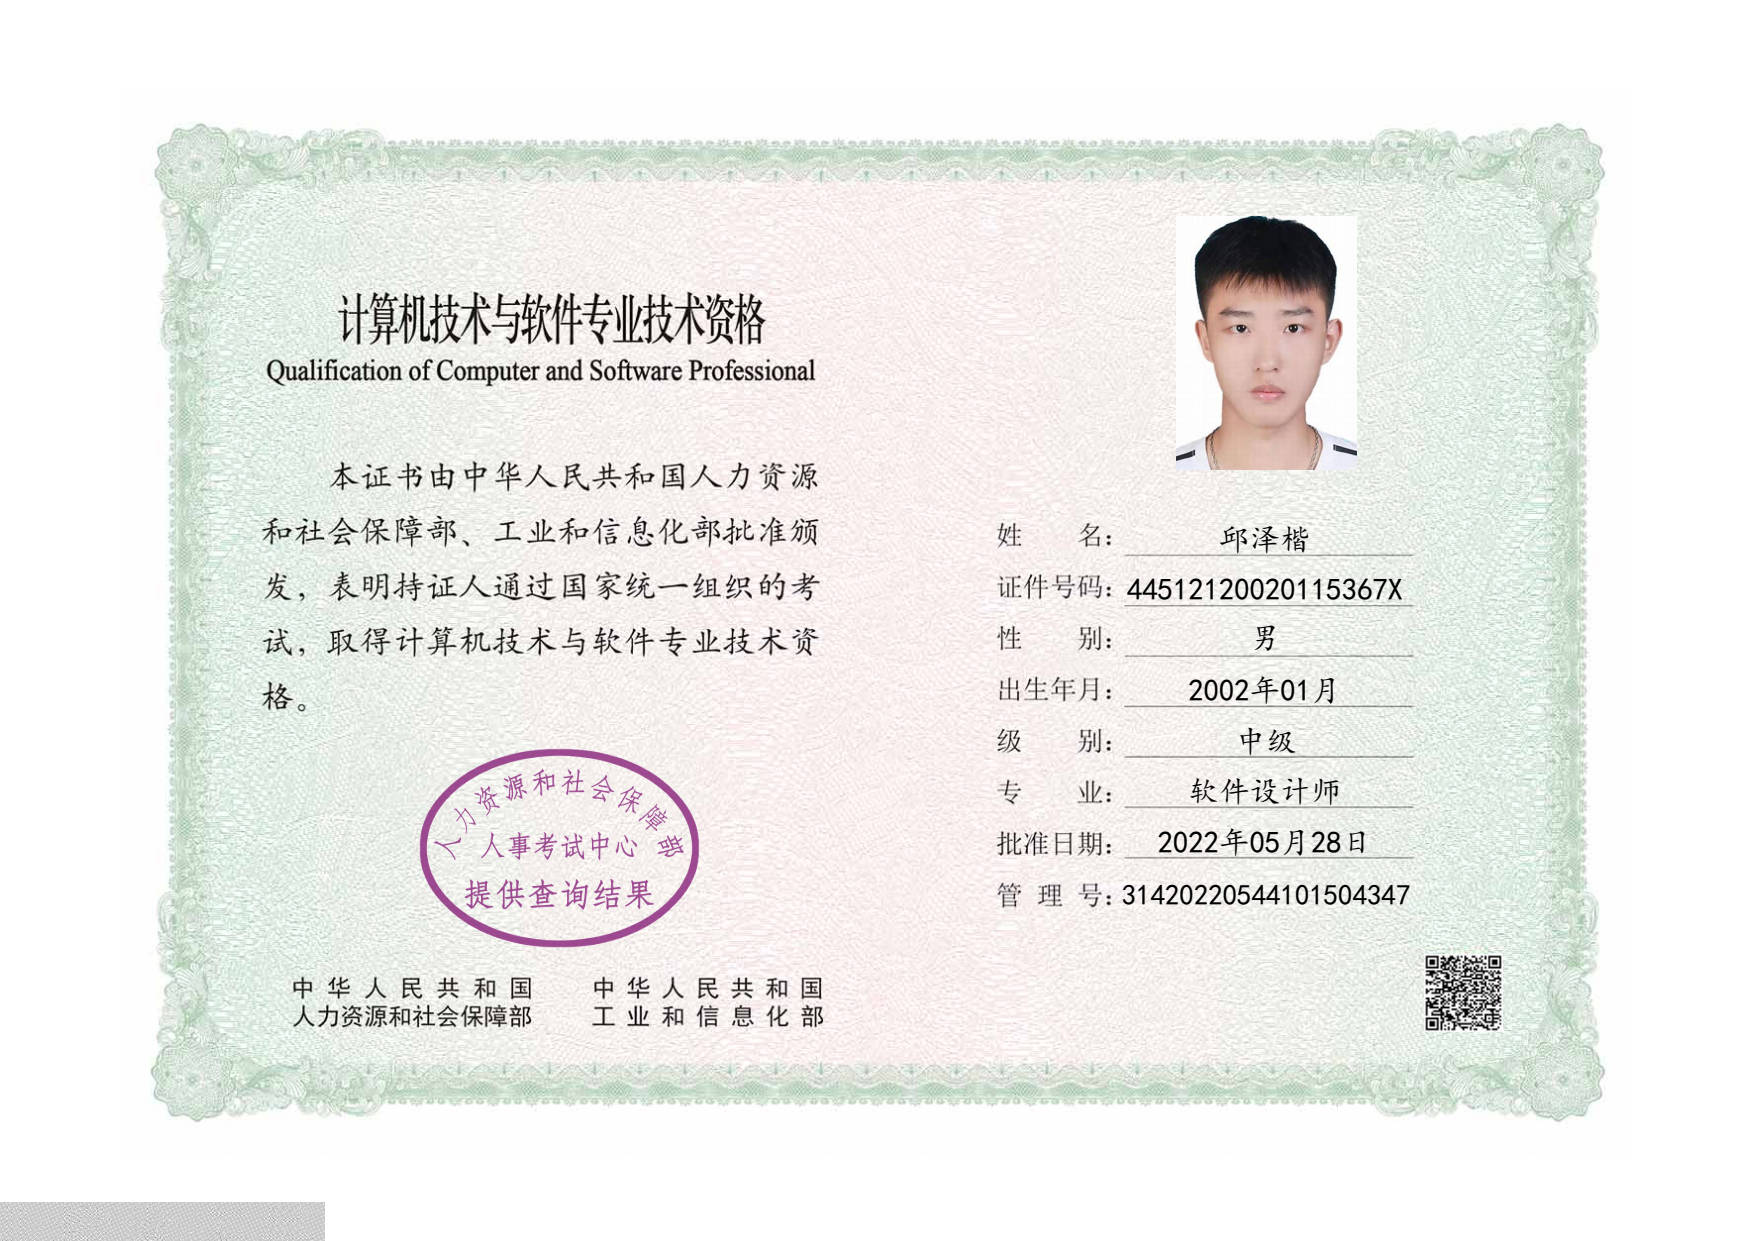 计算机技术与软件专业技术资格
Qualification of Computer and Software Professional
本证书由中华人民共和国人力资源
和社会保障部、工业和信息化部批准颁
发，表明持证人通过国家统一组织的考
试，取得计算机技术与软件专业技术资
格。
人力资源和社会保障部
人事考试中心
提供查询结果
中华人民共和国
人力资源和社会保障部
中华人民共和国
工业和信息化部
姓名：邱泽楷
证件号码：44512120020115367X
性别：男
出生年月：2002年01月
级别：中级
专业：软件设计师
批准日期：2022年05月28日
管理号：31420220544101504347